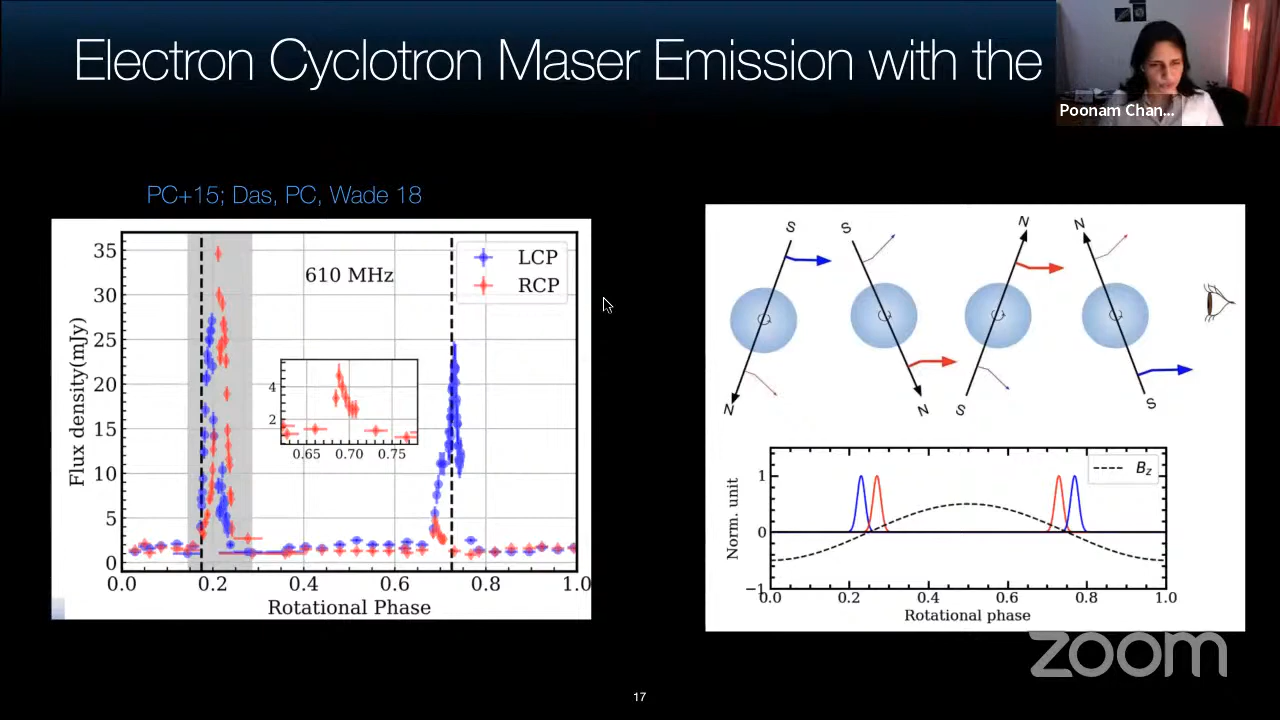 Electron Cyclotron Maser Emission with the
Poonam Chan...
PC+15; Das, PC, Wade 18
35
30
25
20
15
10
5
0
Flux density(mJy)
610 MHz
LCP
RCP
4
2
0.65 0.70 0.75
0.0 0.2 0.4 0.6 0.8 1.0
Rotational Phase
S S N N
N N S S
1
0
−1
Norm. unit
Bz
0.0 0.2 0.4 0.6 0.8 1.0
Rotational phase
zoom
17